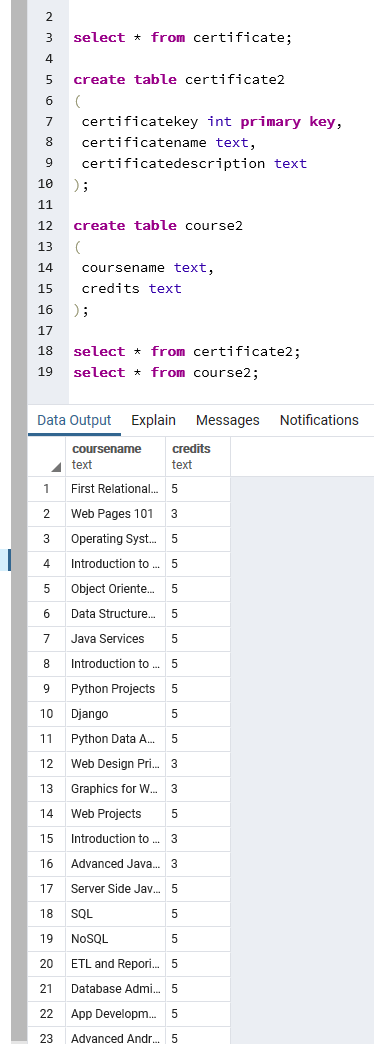 2
3 select * from certificate;
4
5 create table certificate2
6 (
7 certificatekey int primary key,
8 certificatename text,
9 certificatedescription text
10 );
11
12 create table course2
13 (
14 coursename text,
15 credits text
16 );
17
18 select * from certificate2;
19 select * from course2;
Data Output Explain Messages Notifications
coursename credits
text text
1 First Relational... 5
2 Web Pages 101 3
3 Operating Syst... 5
4 Introduction to ... 5
5 Object Oriente... 5
6 Data Structure... 5
7 Java Services 5
8 Introduction to ... 5
9 Python Projects 5
10 Django 5
11 Python Data A... 5
12 Web Design Pri... 3
13 Graphics for W... 3
14 Web Projects 5
15 Introduction to ... 3
16 Advanced Java... 3
17 Server Side Jav... 5
18 SQL 5
19 NoSQL 5
20 ETL and Repori... 5
21 Database Admi... 5
22 App Developm... 5
23 Advanced Andr... 5